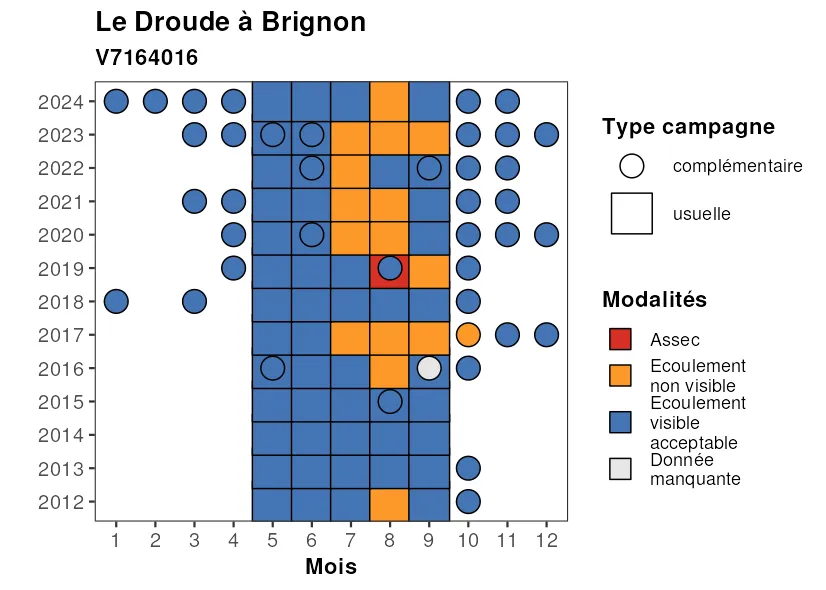 Le Droude à Brignon
V7164016
2024
2023
2022
2021
2020
2019
2018
2017
2016
2015
2014
2013
2012
1 2 3 4 5 6 7 8 9 10 11 12
Mois
Type campagne
complémentaire
usuelle
Modalités
Assec
Ecoulement
non visible
Ecoulement
visible
acceptable
Donnée
manquante